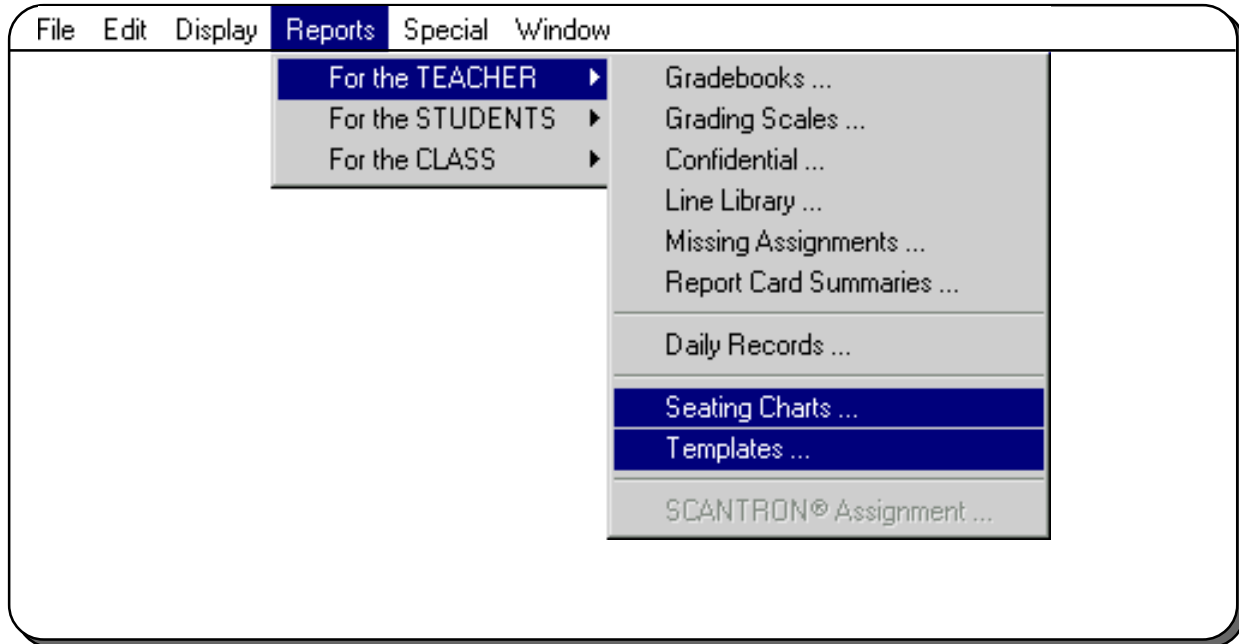 File Edit Display Reports Special Window
For the TEACHER
For the STUDENTS
For the CLASS
Gradebooks ...
Grading Scales ...
Confidential ...
Line Library ...
Missing Assignments ...
Report Card Summaries ...
Daily Records ...
Seating Charts ...
Templates ...
SCANTRON® Assignment ...